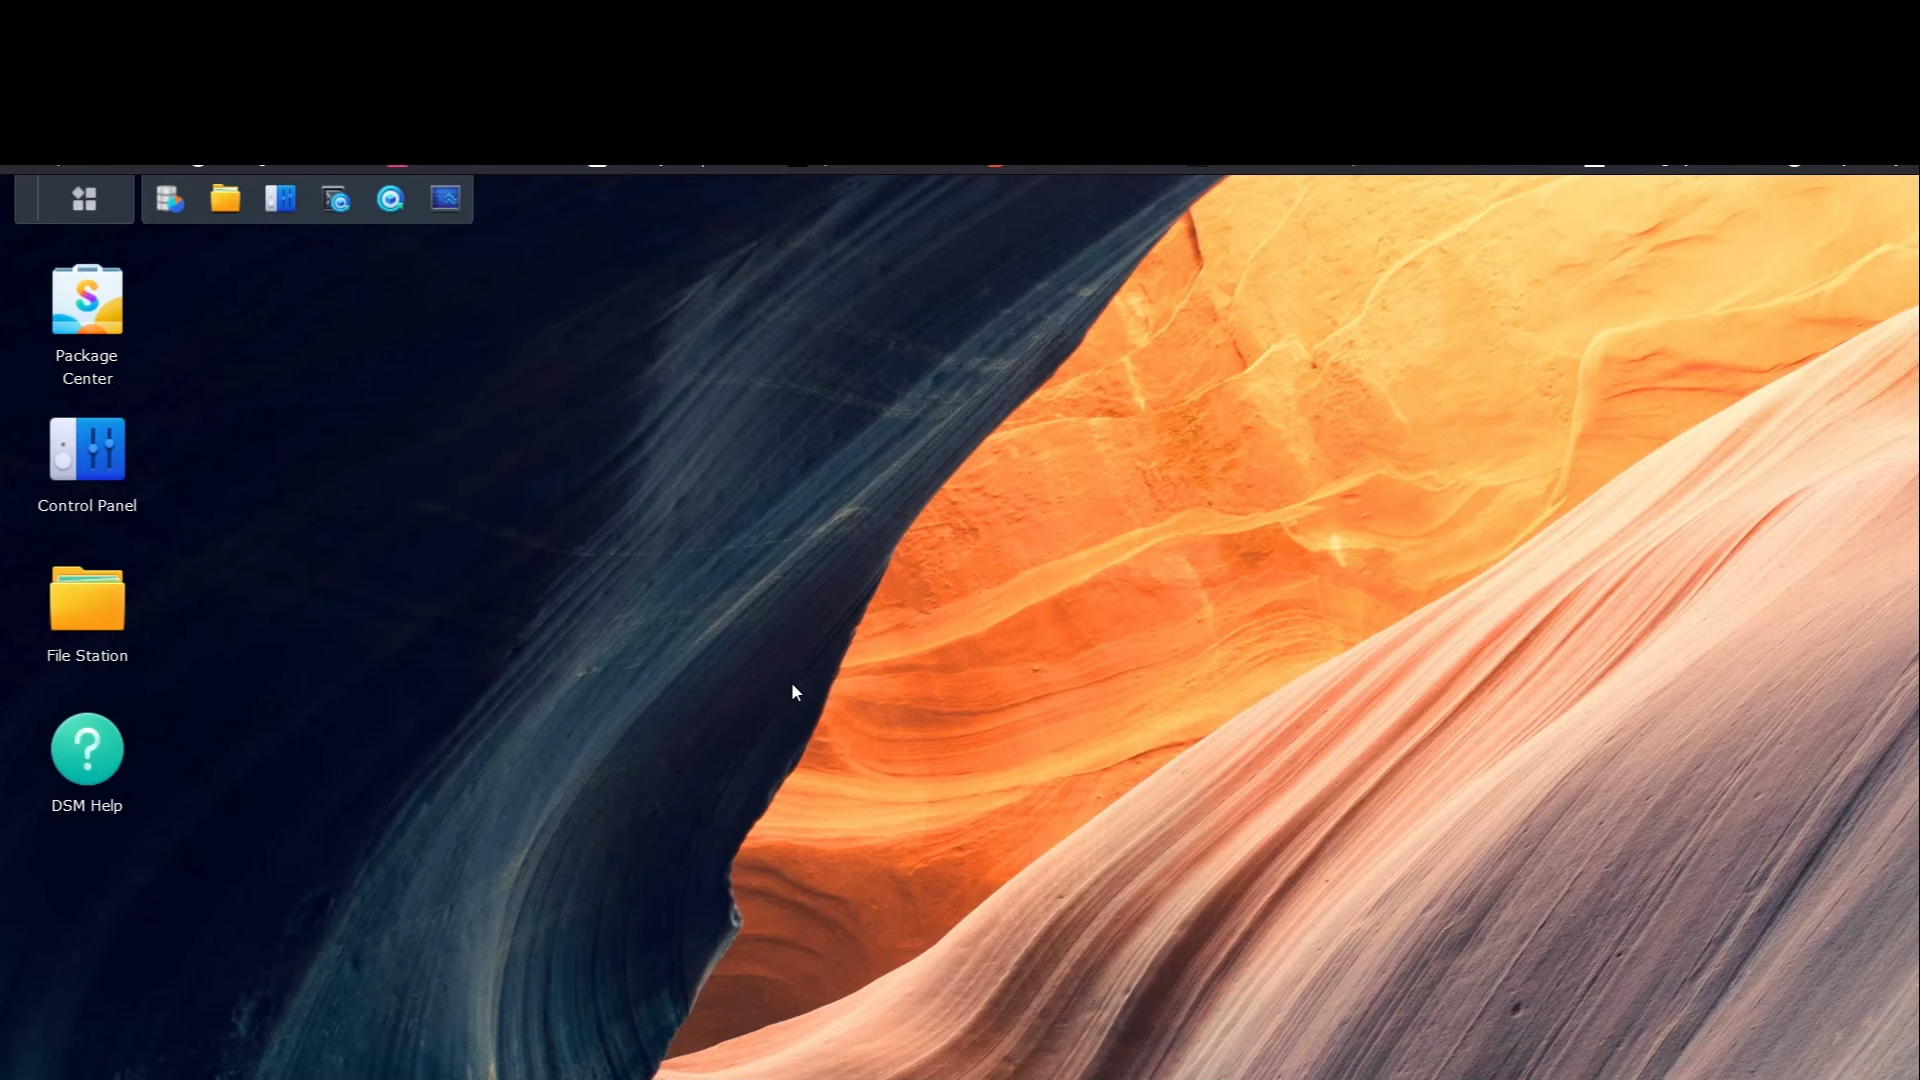 Package
Center
Control Panel
File Station
DSM Help